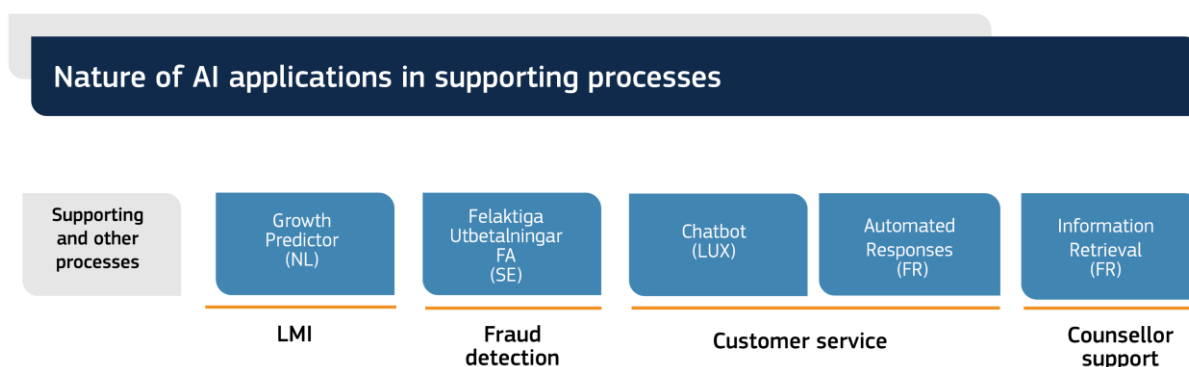 Nature of AI applications in supporting processes
Supporting
and other
processes
Growth
Predictor
(NL)
Felaktiga
Utbetalningar
FA
(SE)
Chatbot
(LUX)
Automated
Responses
(FR)
Information
Retrieval
(FR)
LMI
Fraud
detection
Customer service
Counsellor
support